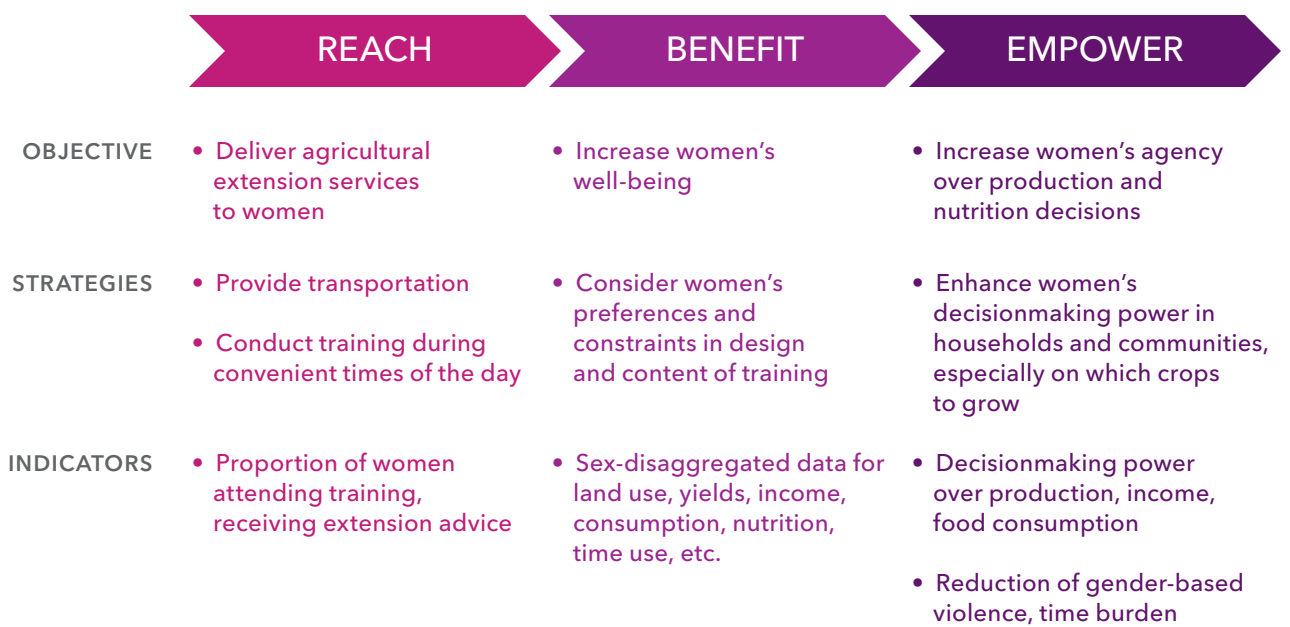 REACH
BENEFIT
EMPOWER
OBJECTIVE
• Deliver agricultural
extension services
to women
• Increase women's
well-being
• Increase women's agency
over production and
nutrition decisions
STRATEGIES
• Provide transportation
• Conduct training during
convenient times of the day
• Consider women's
preferences and
constraints in design
and content of training
• Enhance women's
decisionmaking power in
households and communities,
especially on which crops
to grow
INDICATORS
• Proportion of women
attending training,
receiving extension advice
• Sex-disaggregated data for
land use, yields, income,
consumption, nutrition,
time use, etc.
• Decisionmaking power
over production, income,
food consumption
• Reduction of gender-based
violence, time burden